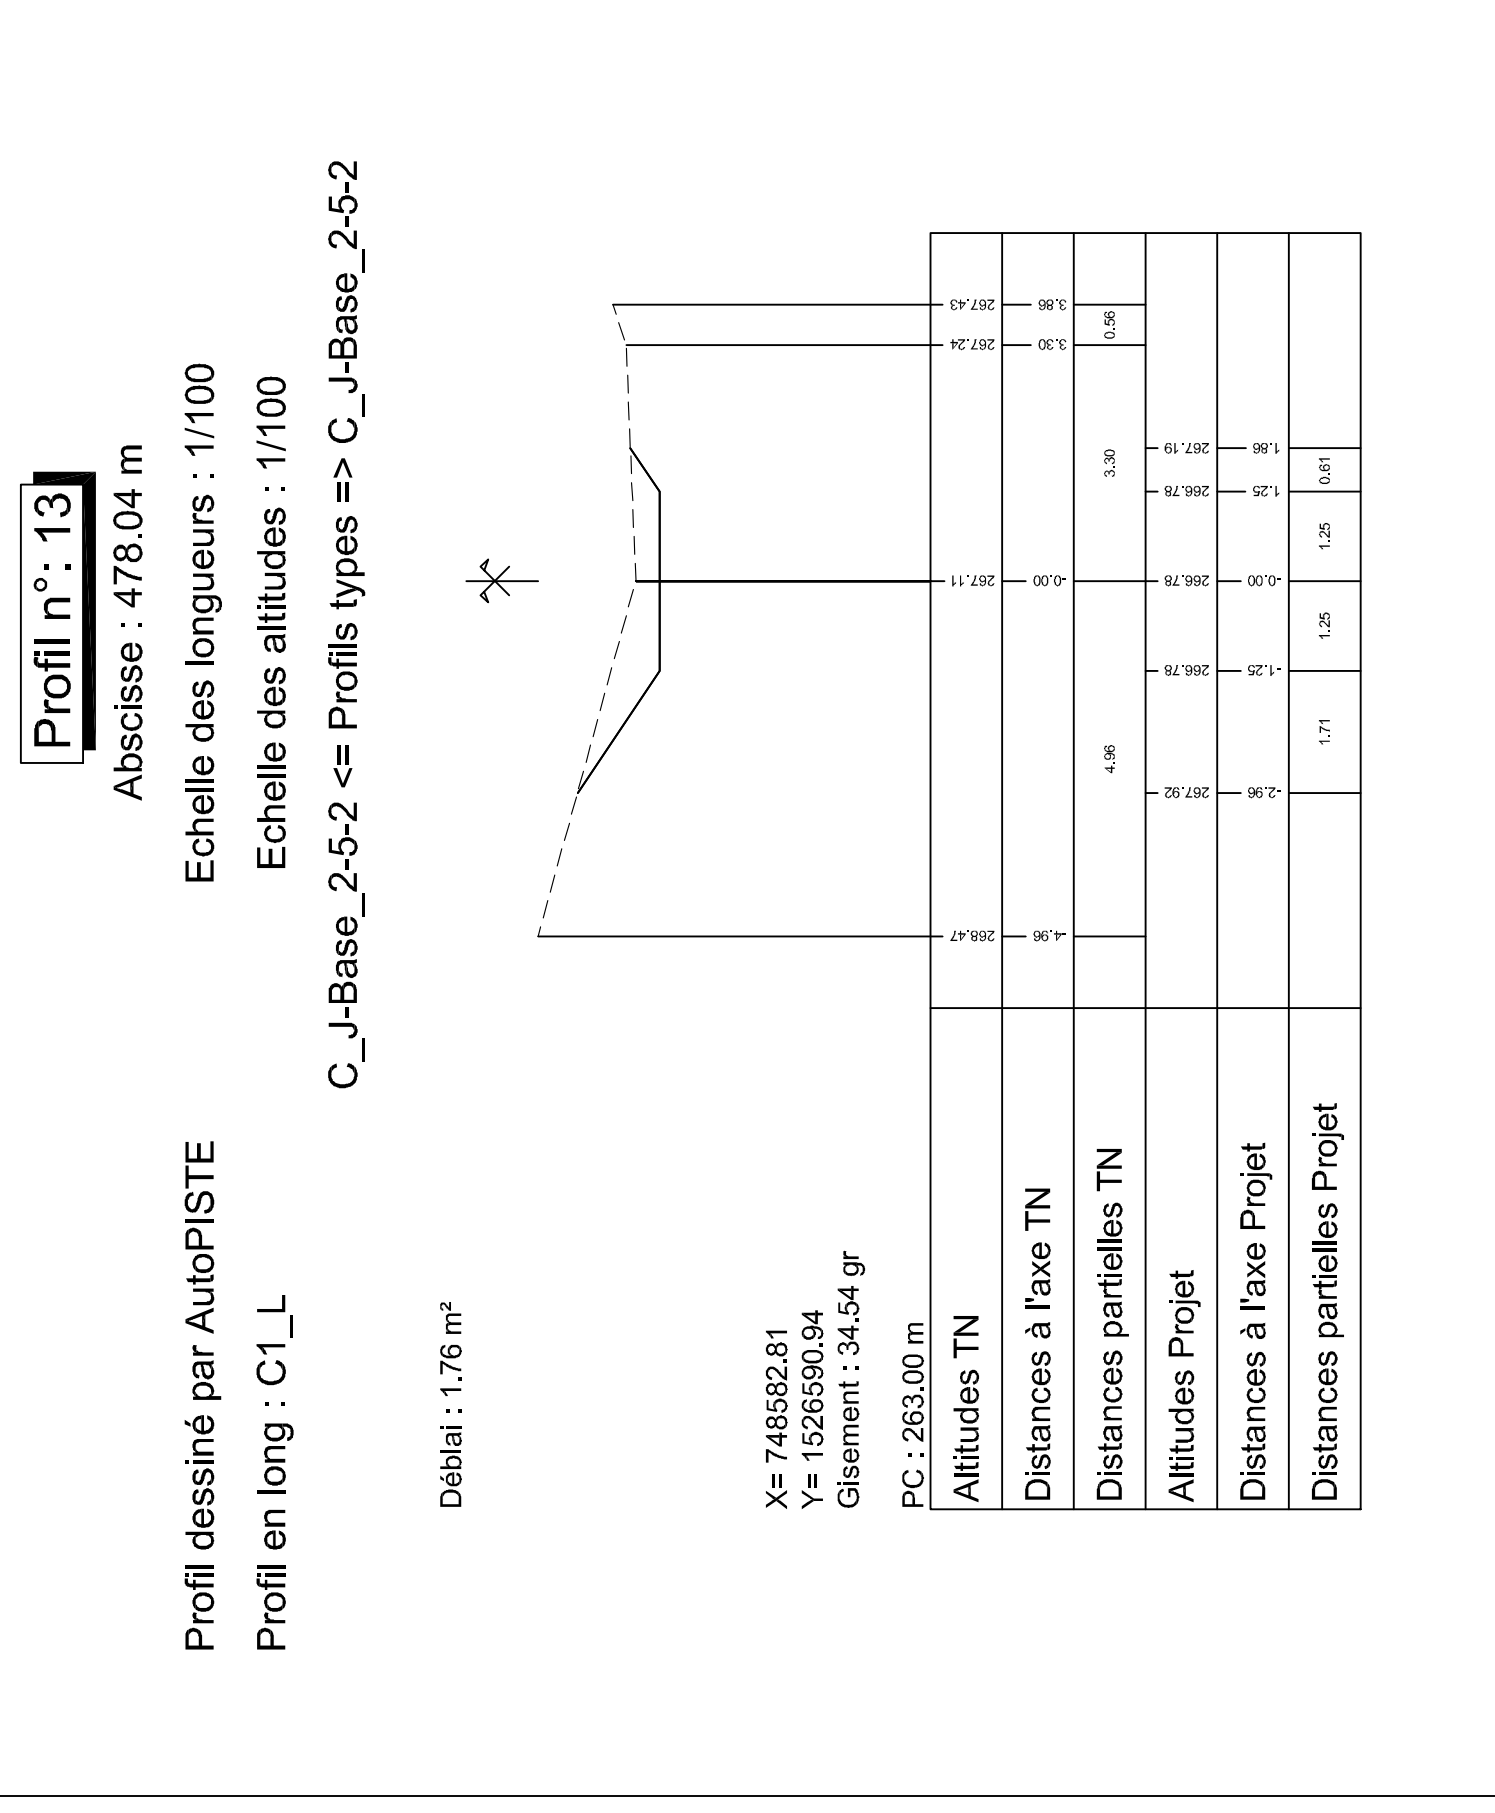 Profil n°: 13
Abscisse : 478.04 m
Profil dessiné par AutoPISTE
Echelle des longueurs : 1/100
Profil en long : C1_L
Echelle des altitudes : 1/100
C_J-Base_2-5-2 <= Profils types => C_J-Base_2-5-2
Déblai : 1.76 m²
X= 748582.81
Y= 1526590.94
Gisement : 34.54 gr
PC : 263.00 m
Altitudes TN 268.47 267.11 267.24 267.43
Distances à l'axe TN -4.96 -0.00 3.30 3.86
Distances partielles TN 4.96 3.30 0.56
Altitudes Projet 267.92 266.78 266.78 266.78 267.19
Distances à l'axe Projet -2.96 -1.25 -0.00 1.25 1.86
Distances partielles Projet 1.71 1.25 1.25 0.61